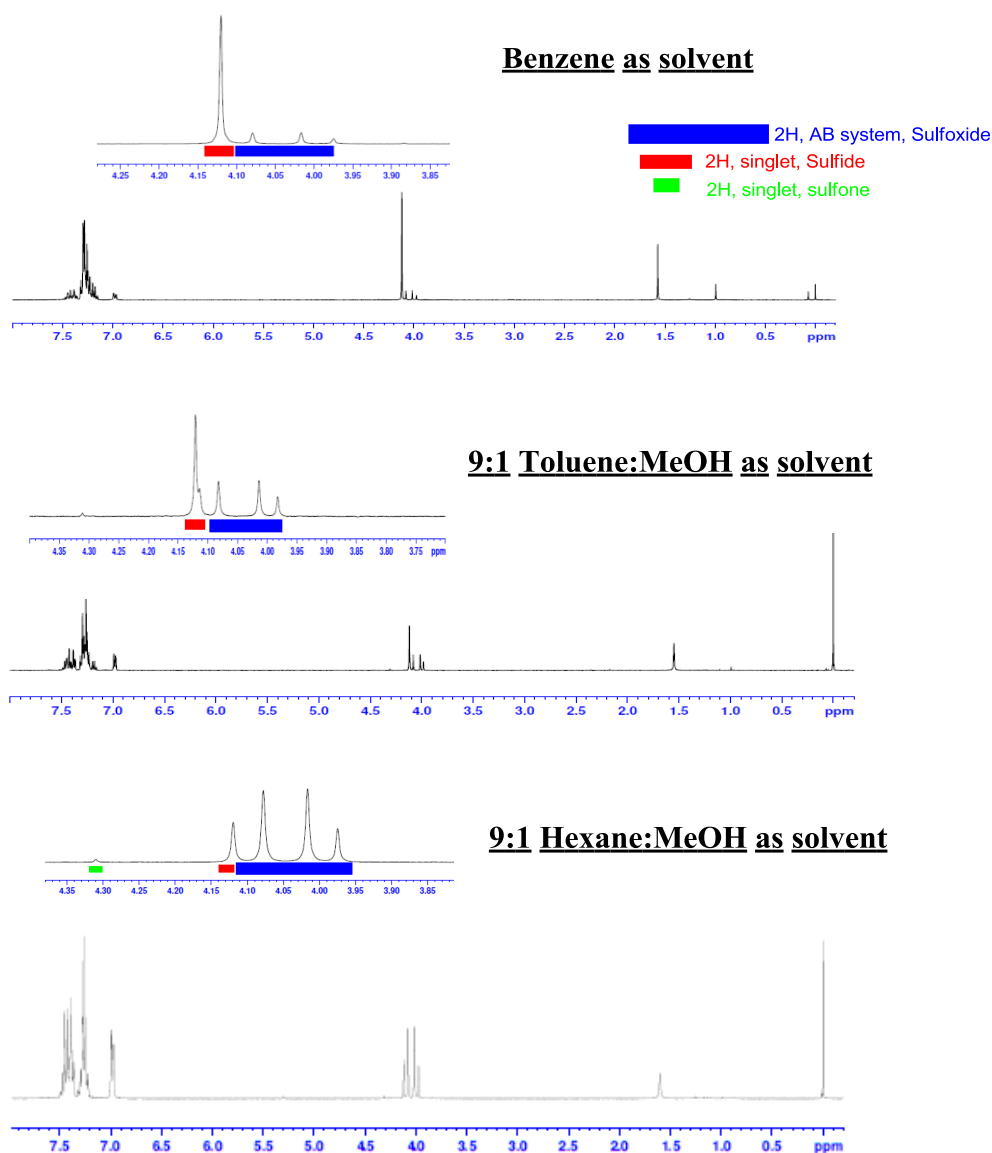 Benzene as solvent
2H, AB system, Sulfoxide
2H, singlet, Sulfide
2H, singlet, sulfone
4.25 4.20 4.15 4.10 4.05 4.00 3.95 3.90 3.85
7.5 7.0 6.5 6.0 5.5 5.0 4.5 4.0 3.5 3.0 2.5 2.0 1.5 1.0 0.5 ppm
9:1 Toluene:MeOH as solvent
4.35 4.30 4.25 4.20 4.15 4.10 4.05 4.00 3.95 3.90 3.85 3.80 3.75 ppm
7.5 7.0 6.5 6.0 5.5 5.0 4.5 4.0 3.5 3.0 2.5 2.0 1.5 1.0 0.5 ppm
9:1 Hexane:MeOH as solvent
4.35 4.30 4.25 4.20 4.15 4.10 4.05 4.00 3.95 3.90 3.85
7.5 7.0 6.5 6.0 5.5 5.0 4.5 4.0 3.5 3.0 2.5 2.0 1.5 1.0 0.5 ppm